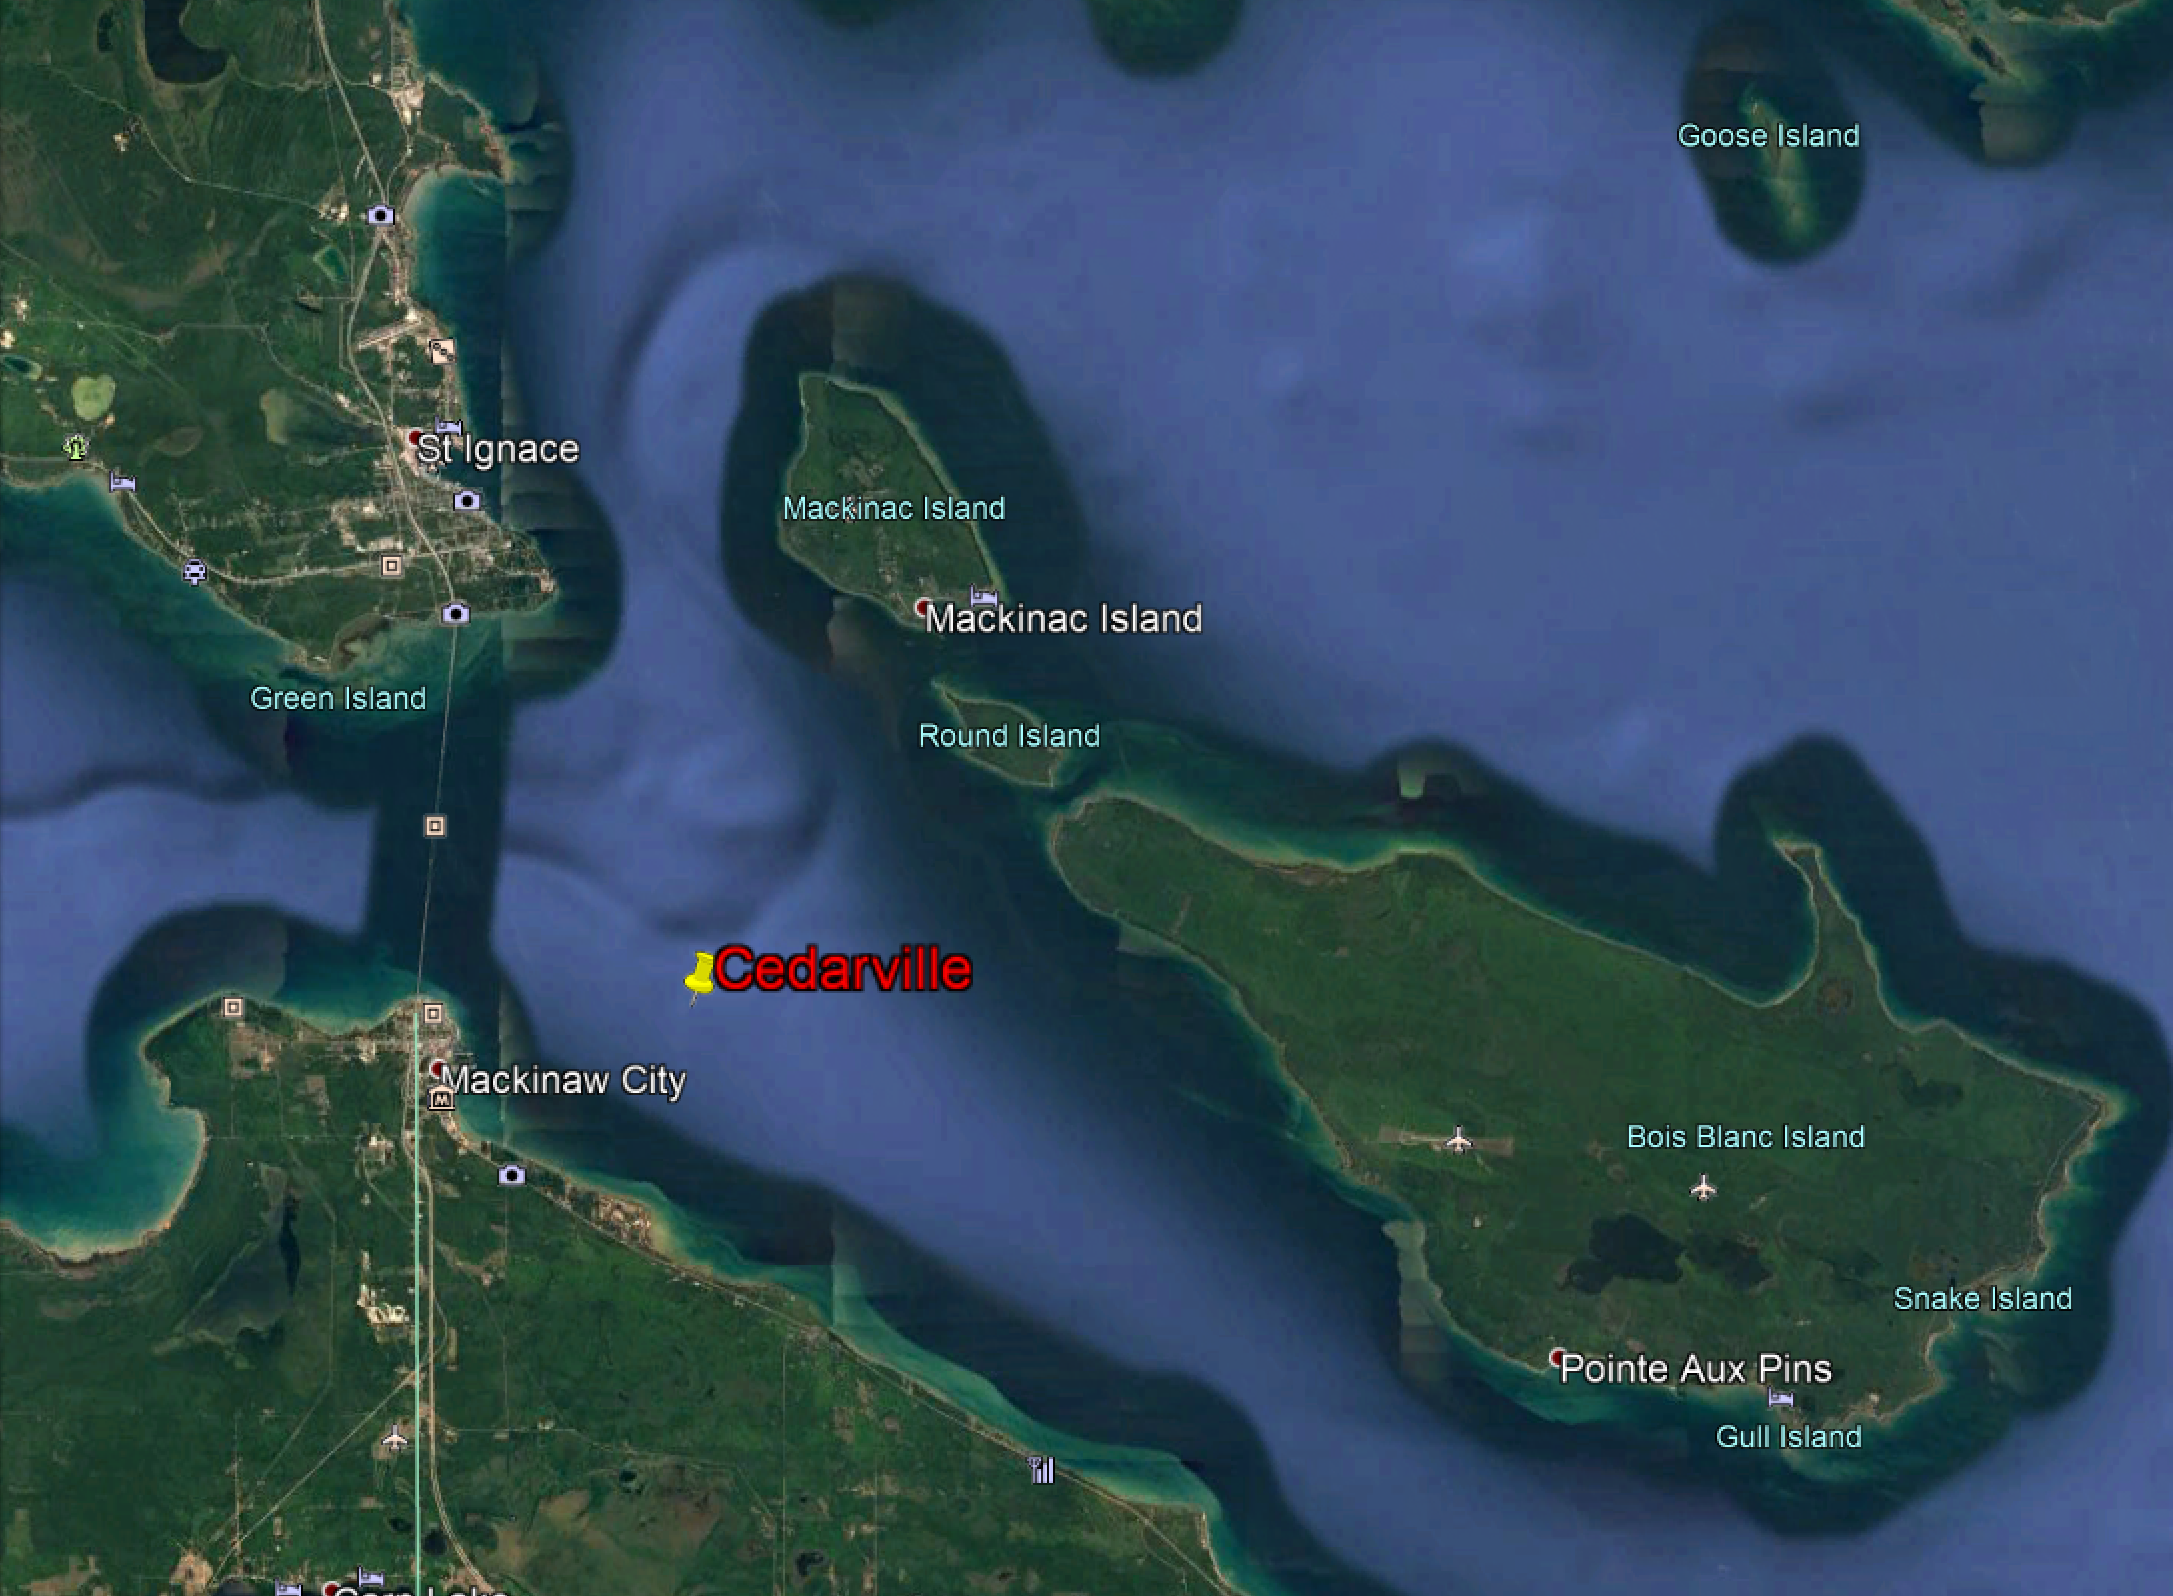 Goose Island
St Ignace
Mackinac Island
Mackinac Island
Green Island
Round Island
Cedarville
Mackinaw City
Bois Blanc Island
Snake Island
Pointe Aux Pins
Gull Island